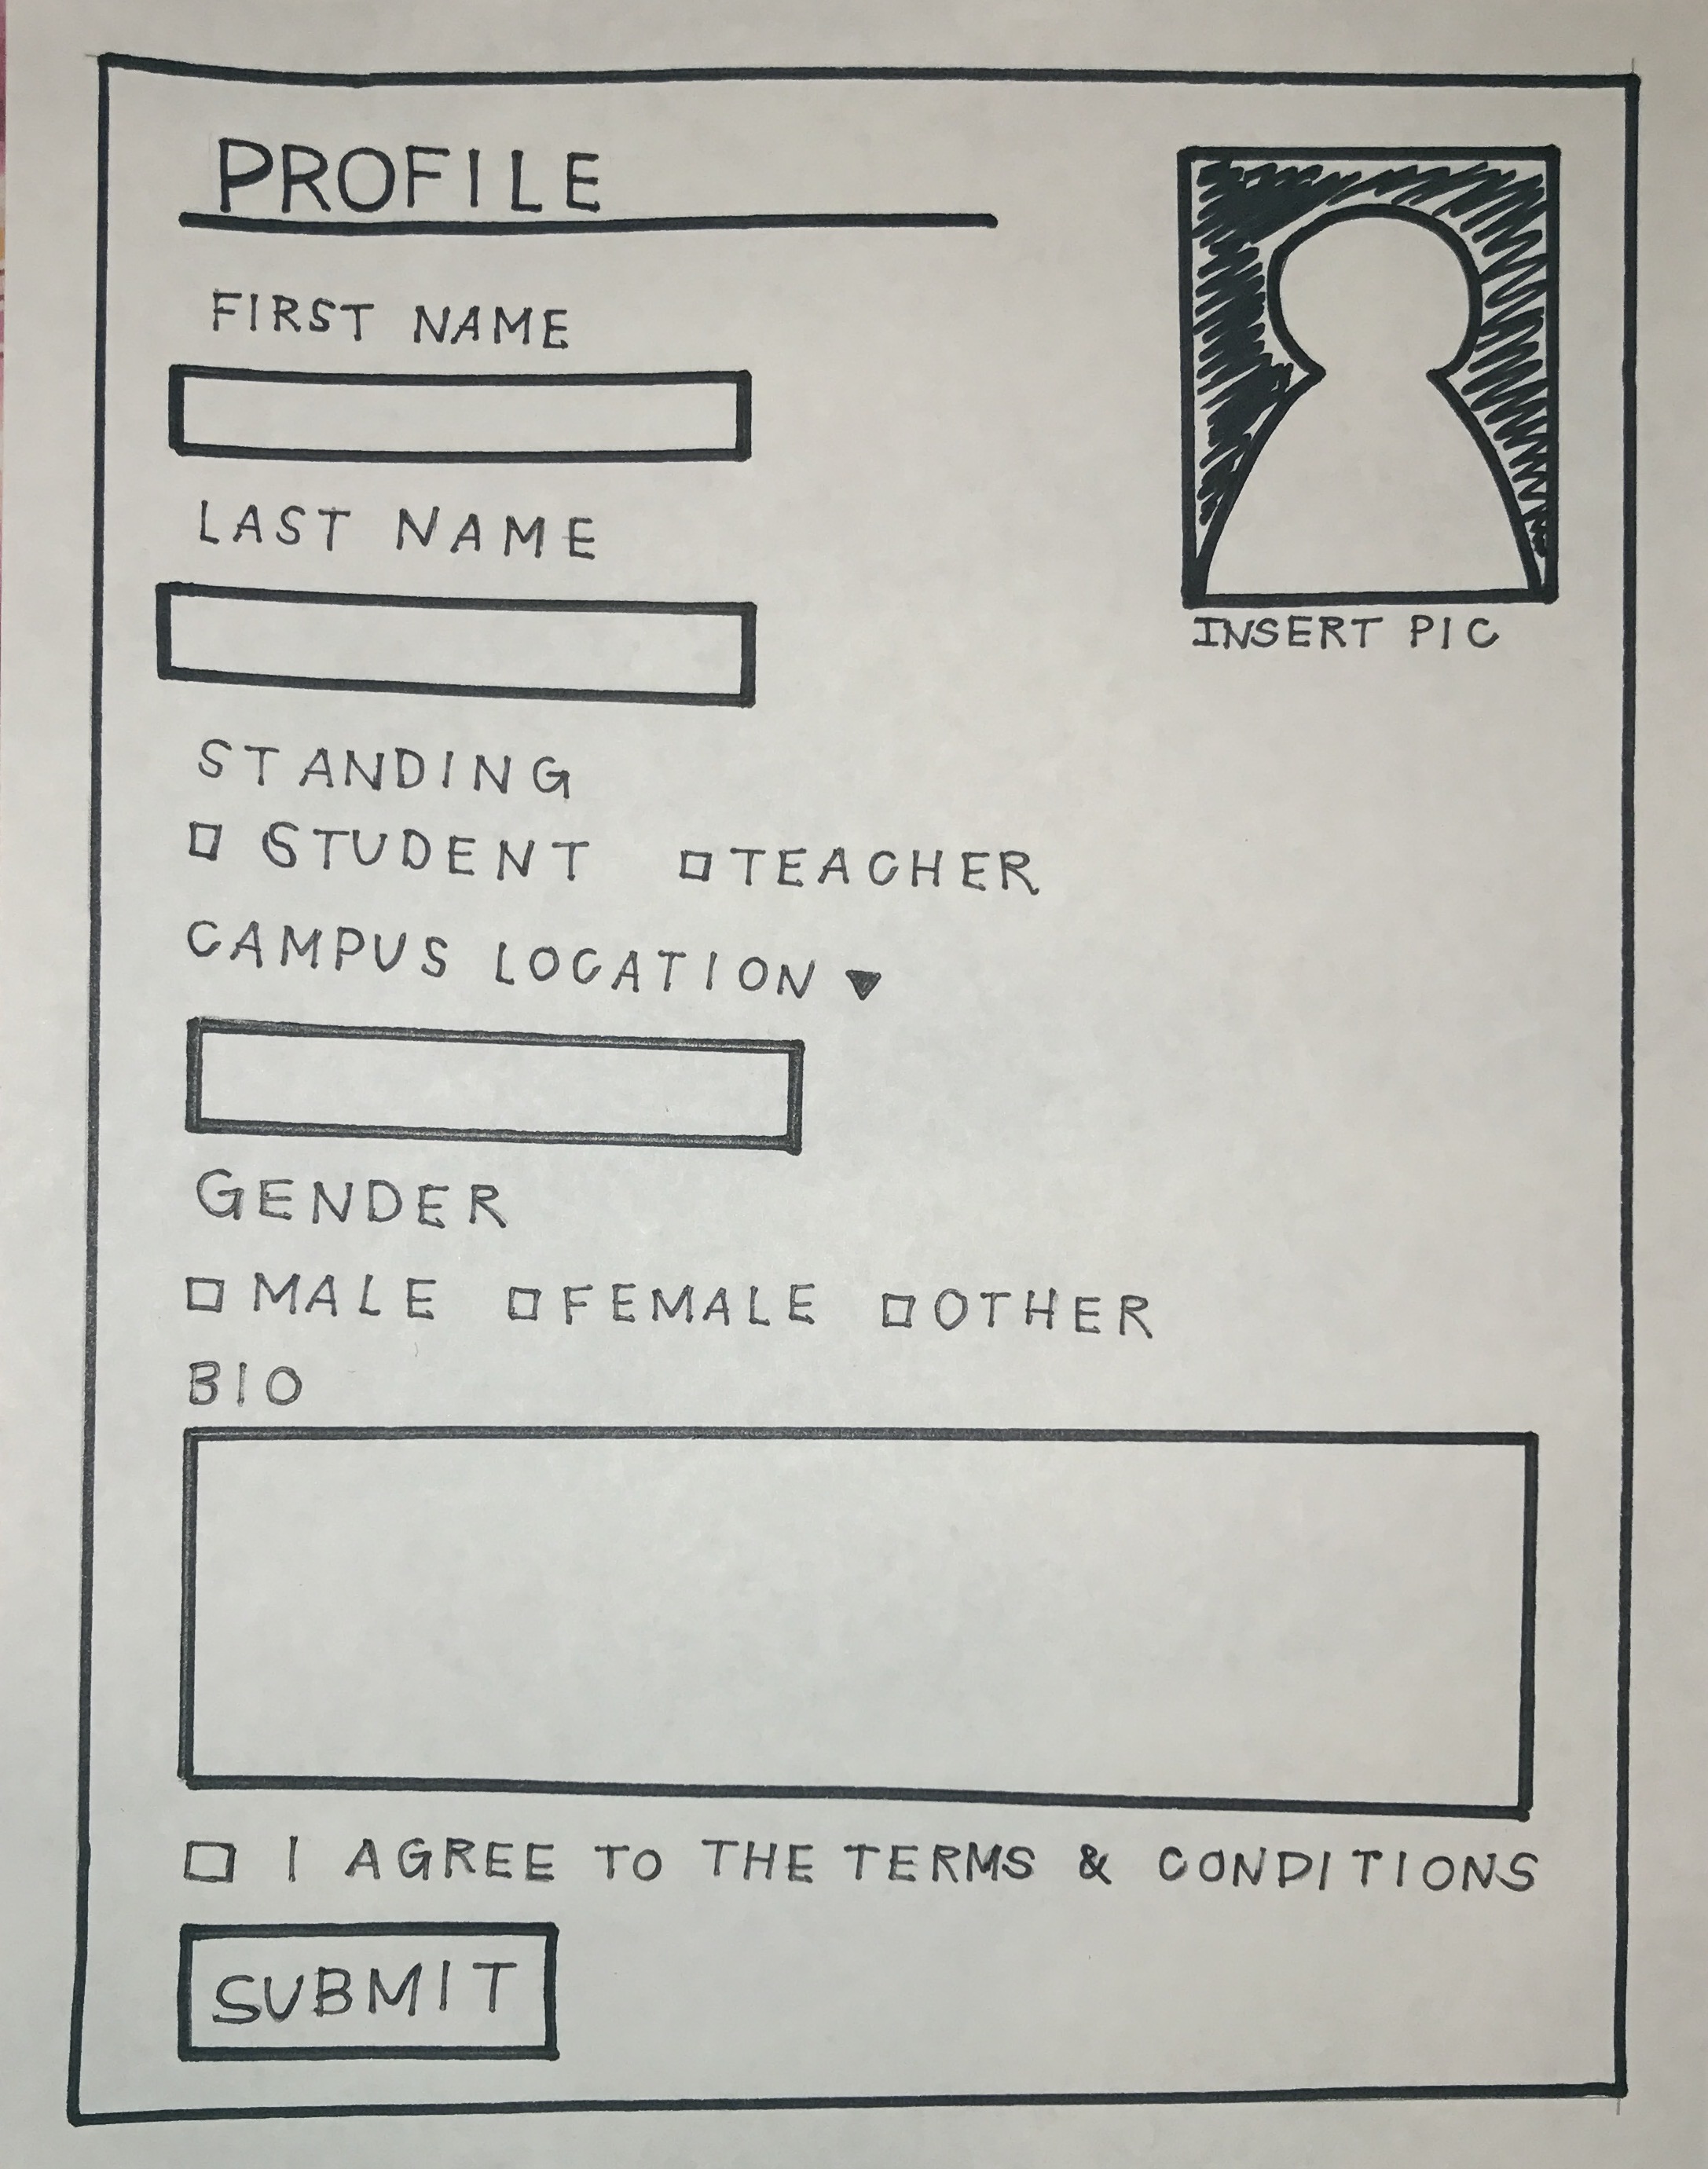 PROFILE
FIRST NAME
LAST NAME
INSERT PIC
STANDING
STUDENT TEACHER
CAMPUS LOCATION
GENDER
MALE FEMALE OTHER
BIO
I AGREE TO THE TERMS & CONDITIONS
SUBMIT